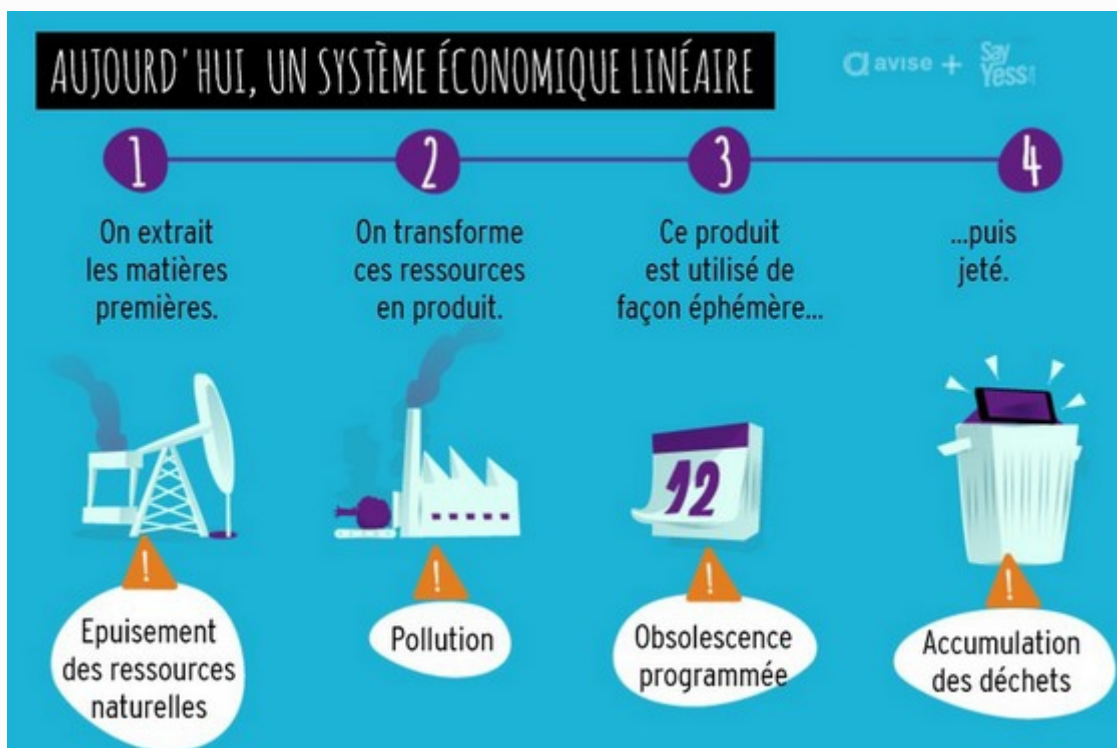 AUJOURD'HUI, UN SYSTÈME ÉCONOMIQUE LINÉAIRE
avise +
Say
Yess
1
2
3
4
On extrait
les matières
premières.
On transforme
ces ressources
en produit.
Ce produit
est utilisé de
façon éphémère...
...puis
jeté.
12
!
!
!
!
Epuisement
des ressources
naturelles
Pollution
Obsolescence
programmée
Accumulation
des déchets